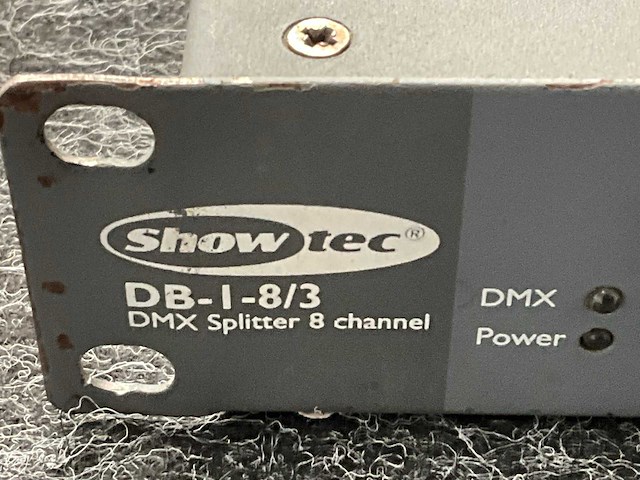 Showtec®
DB-1-8/3
DMX Splitter 8 channel
DMX
Power